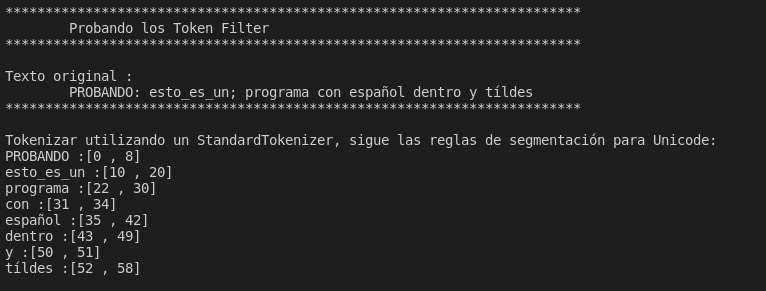 ************************************************************************
Probando los Token Filter
************************************************************************
Texto original :
PROBANDO: esto_es_un; programa con español dentro y tíldes
************************************************************************
Tokenizar utilizando un StandardTokenizer, sigue las reglas de segmentación para Unicode:
PROBANDO :[0 , 8]
esto_es_un :[10 , 20]
programa :[22 , 30]
con :[31 , 34]
español :[35 , 42]
dentro :[43 , 49]
y :[50 , 51]
tíldes :[52 , 58]